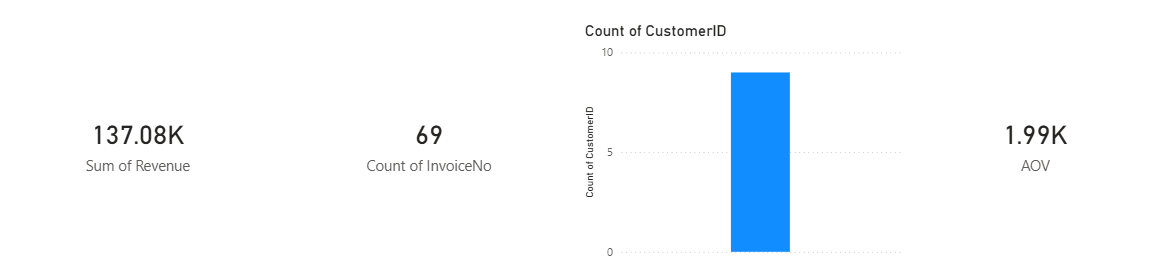 137.08K
Sum of Revenue
69
Count of InvoiceNo
Count of CustomerID
10
5
0
Count of CustomerID
1.99K
AOV